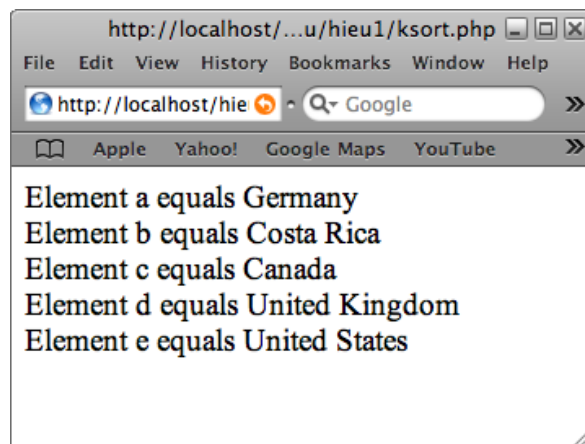 http://localhost/...u/hieu1/ksort.php
File Edit View History Bookmarks Window Help
http://localhost/hie Google
Apple Yahoo! Google Maps YouTube
Element a equals Germany
Element b equals Costa Rica
Element c equals Canada
Element d equals United Kingdom
Element e equals United States